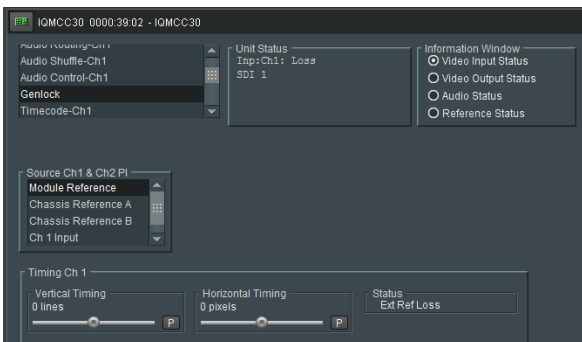 IQMCC30 0000:39:02 - IQMCC30
Audio Routing-Ch1
Audio Shuffle-Ch1
Audio Control-Ch1
Genlock
Timecode-Ch1
Unit Status
Inp:Ch1: Loss
SDI 1
Information Window
Video Input Status
Video Output Status
Audio Status
Reference Status
Source Ch1 & Ch2 PI
Module Reference
Chassis Reference A
Chassis Reference B
Ch 1 Input
Timing Ch 1
Vertical Timing
0 lines
P
Horizontal Timing
0 pixels
P
Status
Ext Ref Loss